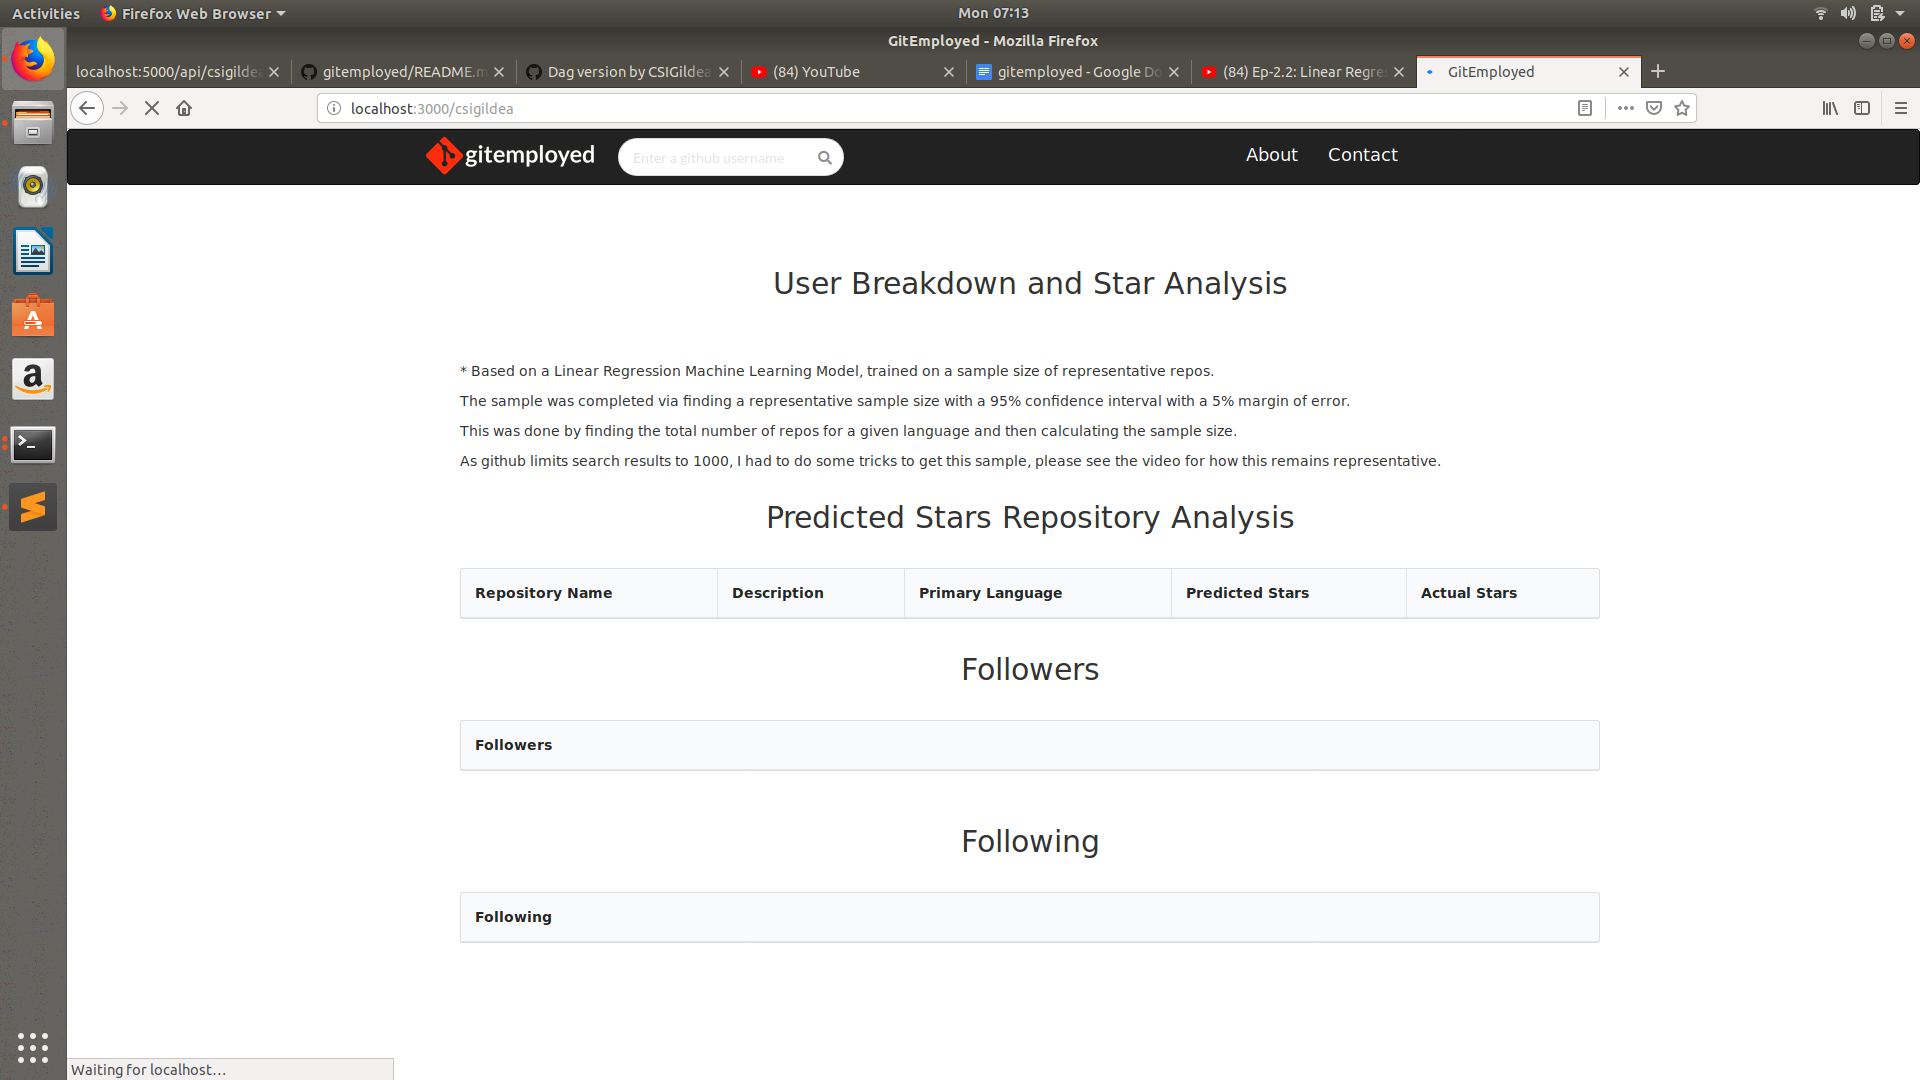 Activities
Firefox Web Browser
Mon 07:13
GitEmployed - Mozilla Firefox
localhost:5000/api/csigilde
gitemployed/README.m
Dag version by CSIGilde
(84) YouTube
gitemployed - Google Do
(84) Ep-2.2: Linear Regre
GitEmployed
localhost:3000/csigildea
gitemployed
Enter a github username
About
Contact
User Breakdown and Star Analysis
* Based on a Linear Regression Machine Learning Model, trained on a sample size of representative repos.
The sample was completed via finding a representative sample size with a 95% confidence interval with a 5% margin of error.
This was done by finding the total number of repos for a given language and then calculating the sample size.
As github limits search results to 1000, I had to do some tricks to get this sample, please see the video for how this remains representative.
Predicted Stars Repository Analysis
Repository Name
Description
Primary Language
Predicted Stars
Actual Stars
Followers
Followers
Following
Following
Waiting for localhost…